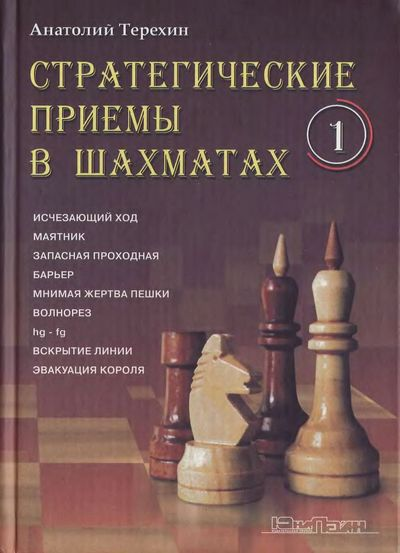 Анатолий Терехин
СТРАТЕГИЧЕСКИЕ
ПРИЕМЫ
В ШАХМАТАХ
1
ИСЧЕЗАЮЩИЙ ХОД
МАЯТНИК
ЗАПАСНАЯ ПРОХОДНАЯ
БАРЬЕР
МНИМАЯ ЖЕРТВА ПЕШКИ
ВОЛНОРЕЗ
hg - fg
ВСКРЫТИЕ ЛИНИИ
ЭВАКУАЦИЯ КОРОЛЯ